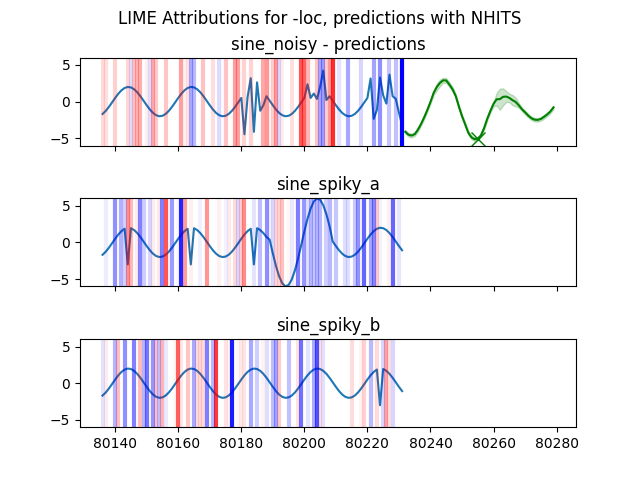 LIME Attributions for -loc, predictions with NHITS
sine_noisy - predictions
5
0
−5
sine_spiky_a
5
0
−5
sine_spiky_b
5
0
−5
80140 80160 80180 80200 80220 80240 80260 80280